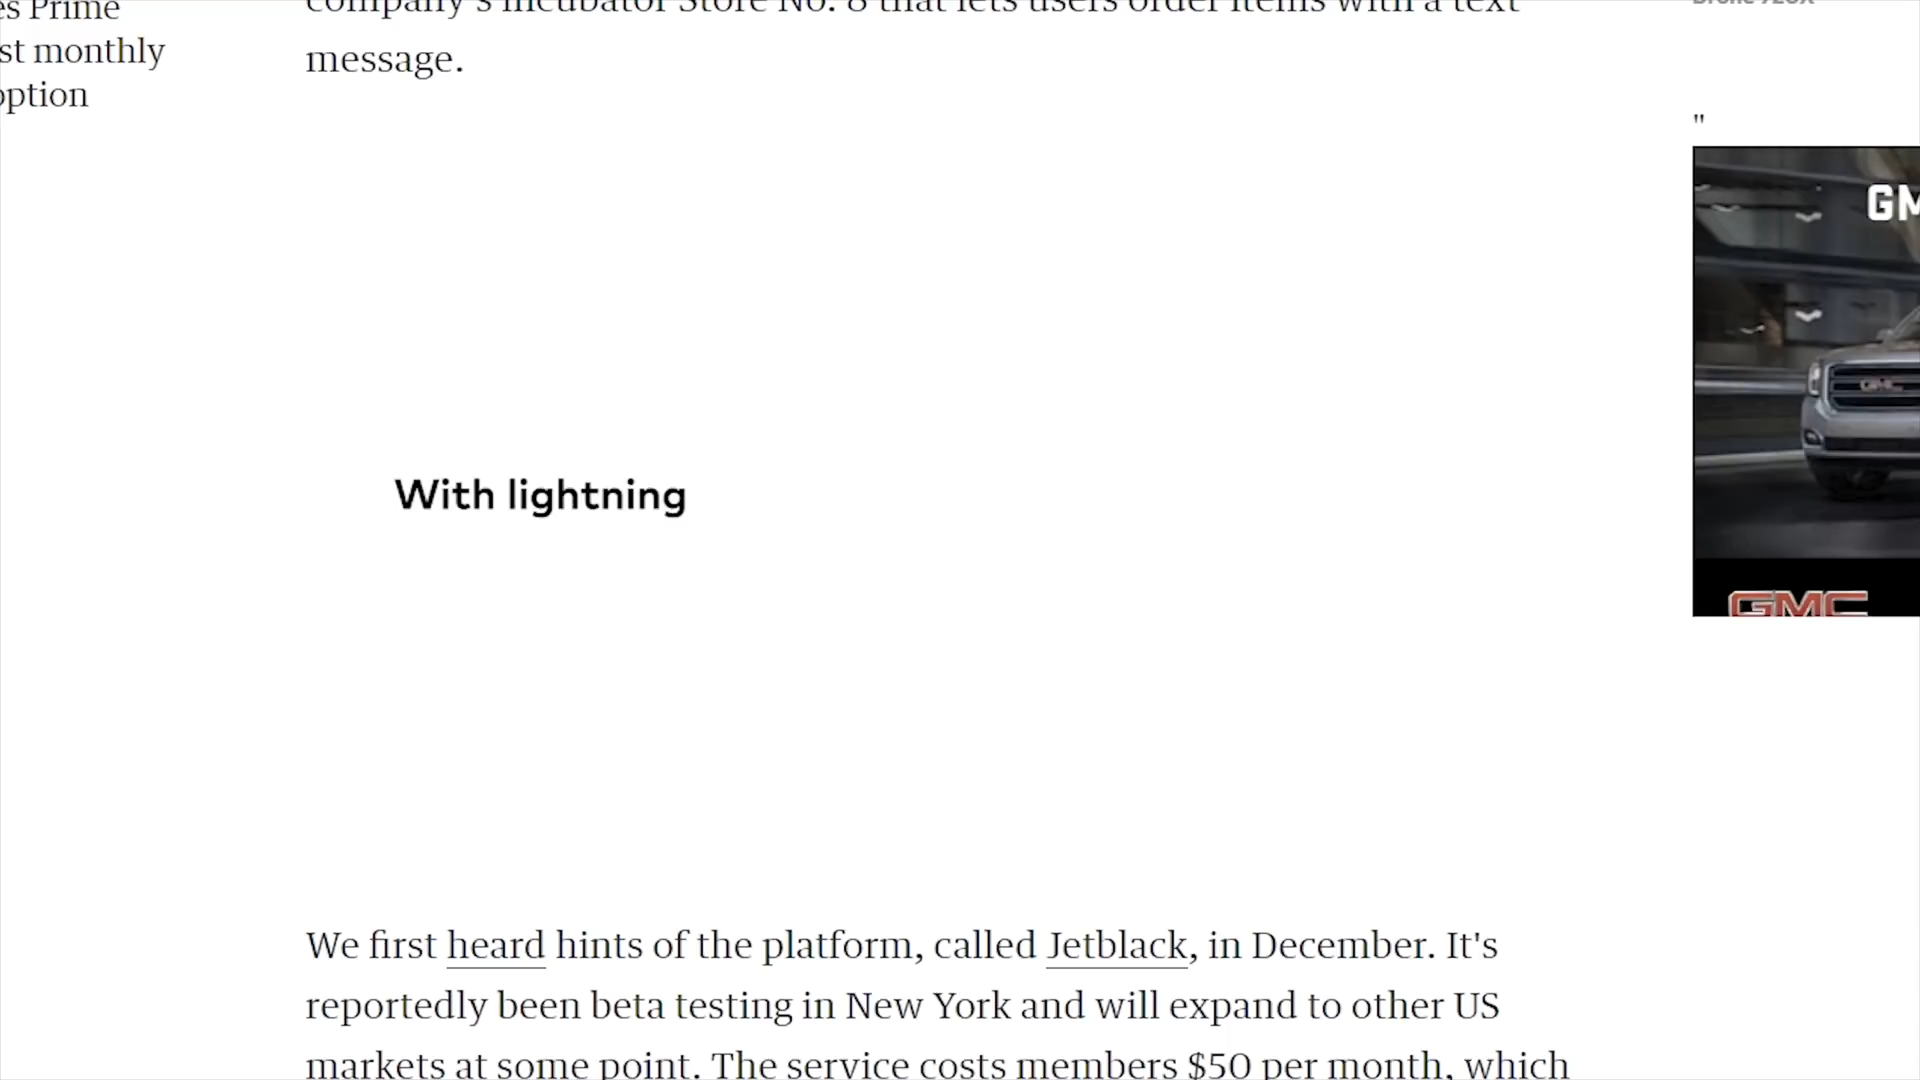 es Prime
st monthly
option
company's incubator Store No. 8 that lets users order items with a text
message.
"
GM
GMC
GMC
With lightning
We first heard hints of the platform, called Jetblack, in December. It's
reportedly been beta testing in New York and will expand to other US
markets at some point. The service costs members $50 per month, which